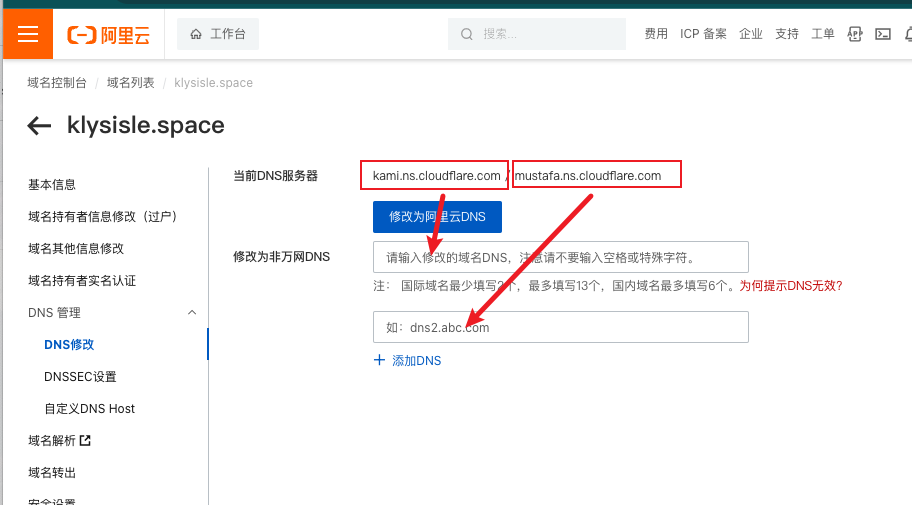 阿里云
工作台
搜索...
费用 ICP 备案 企业 支持 工单 APP
域名控制台 / 域名列表 / klysisle.space
klysisle.space
基本信息
域名持有者信息修改（过户）
域名其他信息修改
域名持有者实名认证
DNS 管理
DNS修改
DNSSEC设置
自定义DNS Host
域名解析
域名转出
安全设置
当前DNS服务器 kami.ns.cloudflare.com / mustafa.ns.cloudflare.com
修改为阿里云DNS
修改为非万网DNS 请输入修改的域名DNS，注意请不要输入空格或特殊字符。
注： 国际域名最少填写2个，最多填写13个，国内域名最多填写6个。为何提示DNS无效?
如：dns2.abc.com
添加DNS